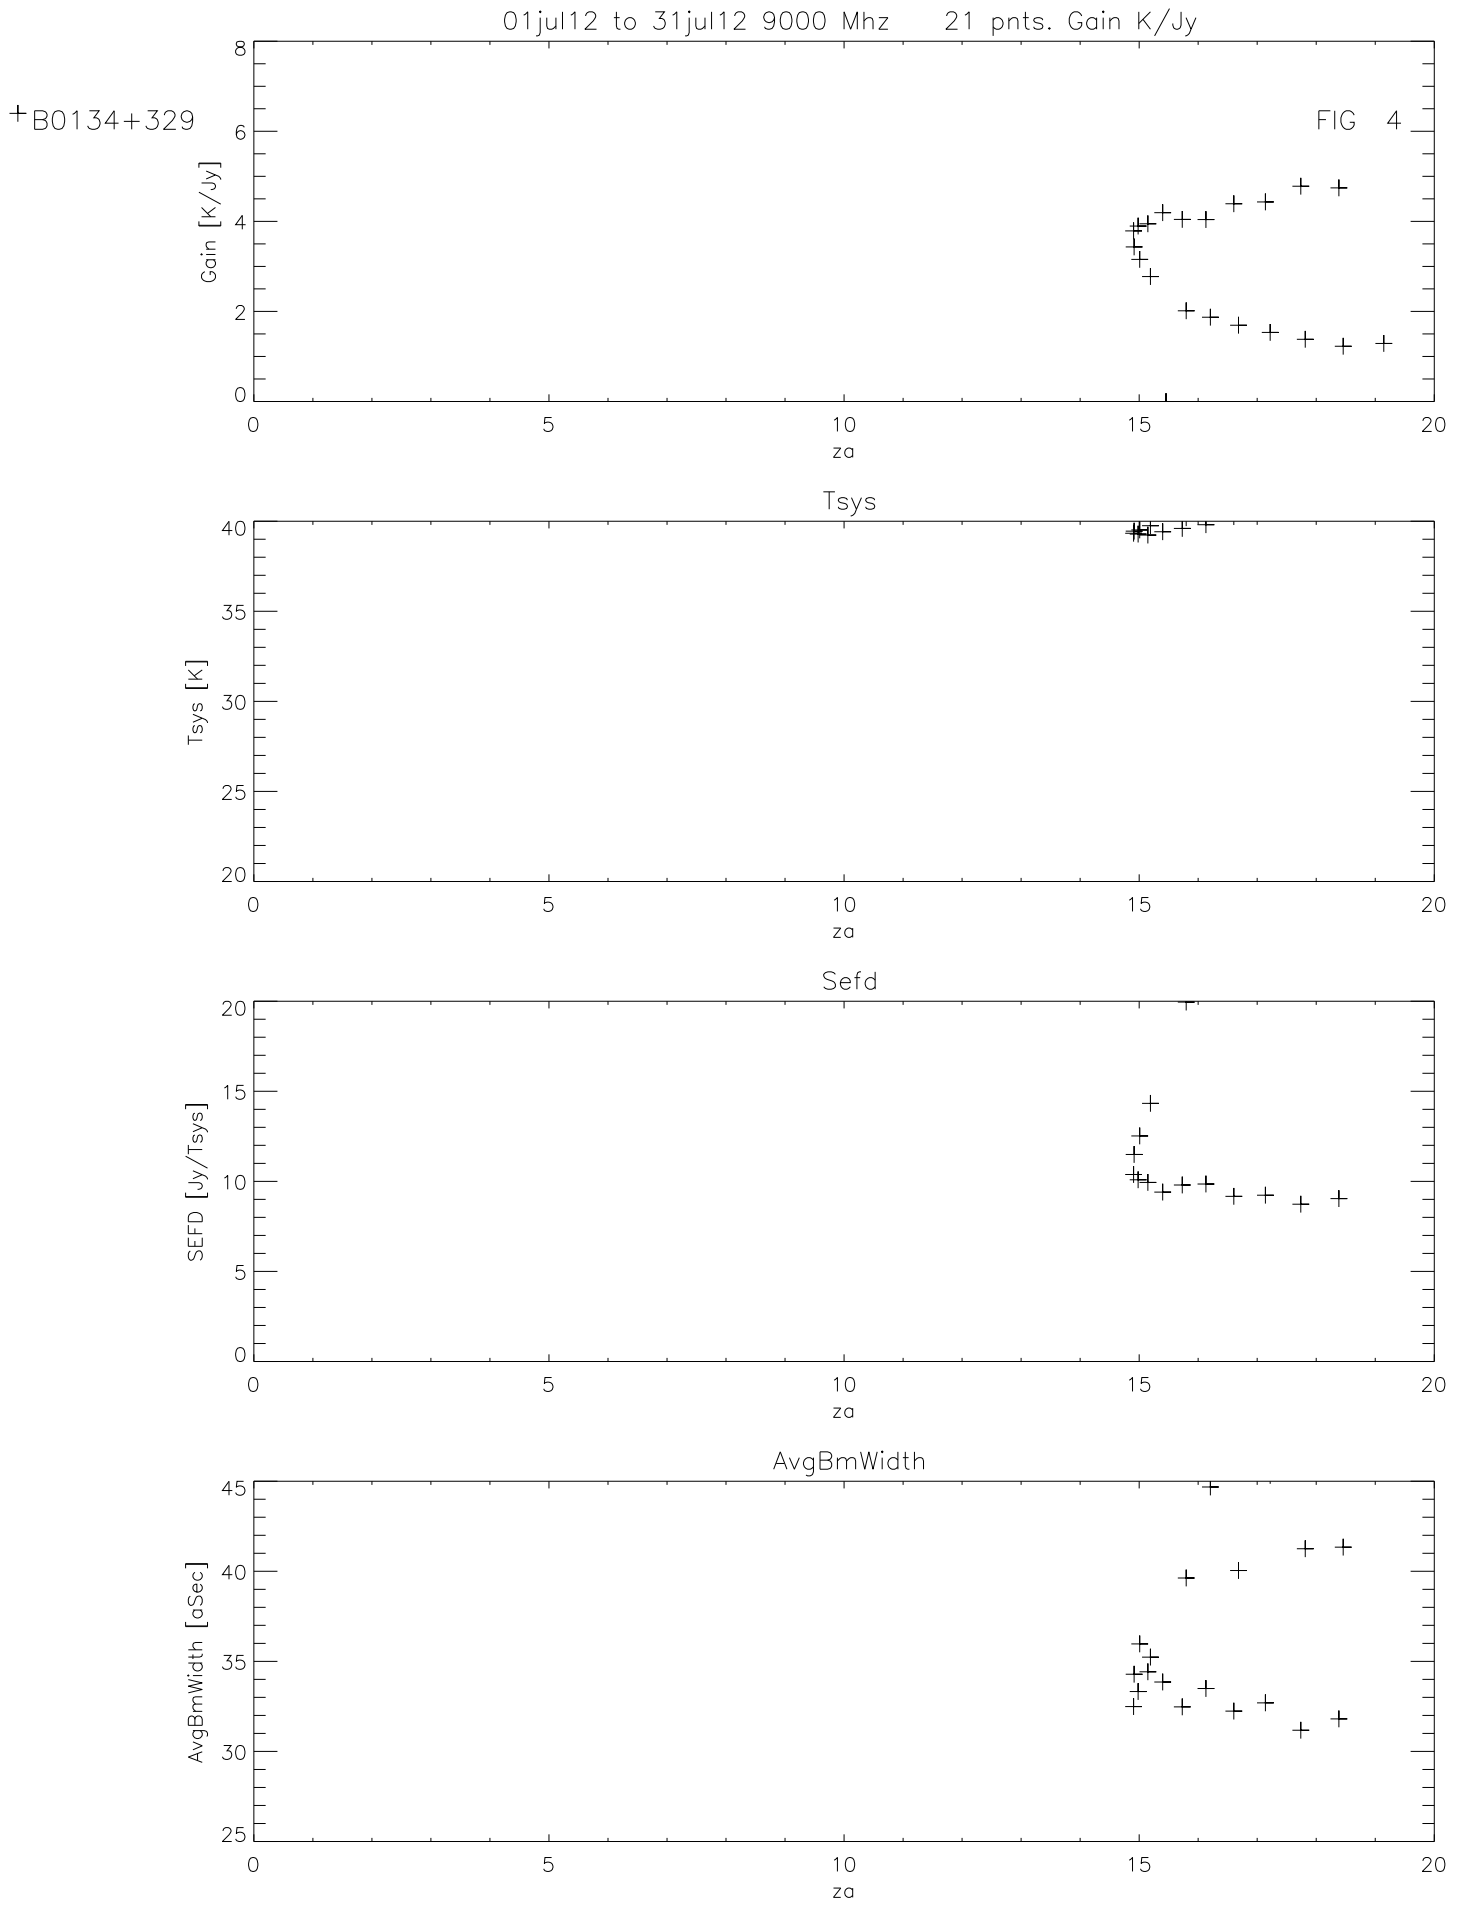 01jul12 to 31jul12 9000 Mhz 21 pnts. Gain K/Jy
+B0134+329
FIG 4
Gain [K/Jy]
8
6
4
2
0
0 5 10 15 20
za
Tsys
Tsys [K]
40
35
30
25
20
0 5 10 15 20
za
Sefd
SEFD [Jy/Tsys]
20
15
10
5
0
0 5 10 15 20
za
AvgBmWidth
AvgBmWidth [aSec]
45
40
35
30
25
0 5 10 15 20
za